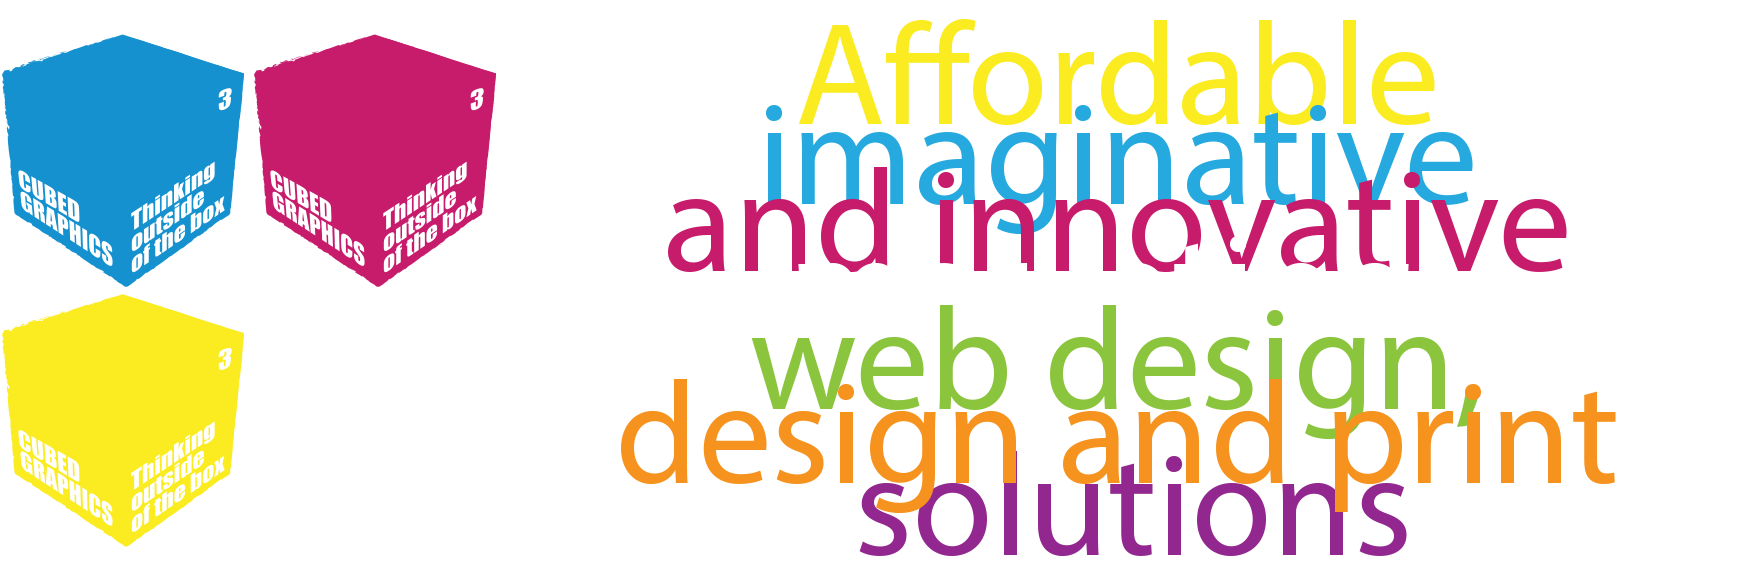 3
CUBED
GRAPHICS
Thinking
outside
of the box
3
CUBED
GRAPHICS
Thinking
outside
of the box
3
CUBED
GRAPHICS
Thinking
outside
of the box
Affordable
imaginative
and innovative
web design,
design and print
solutions